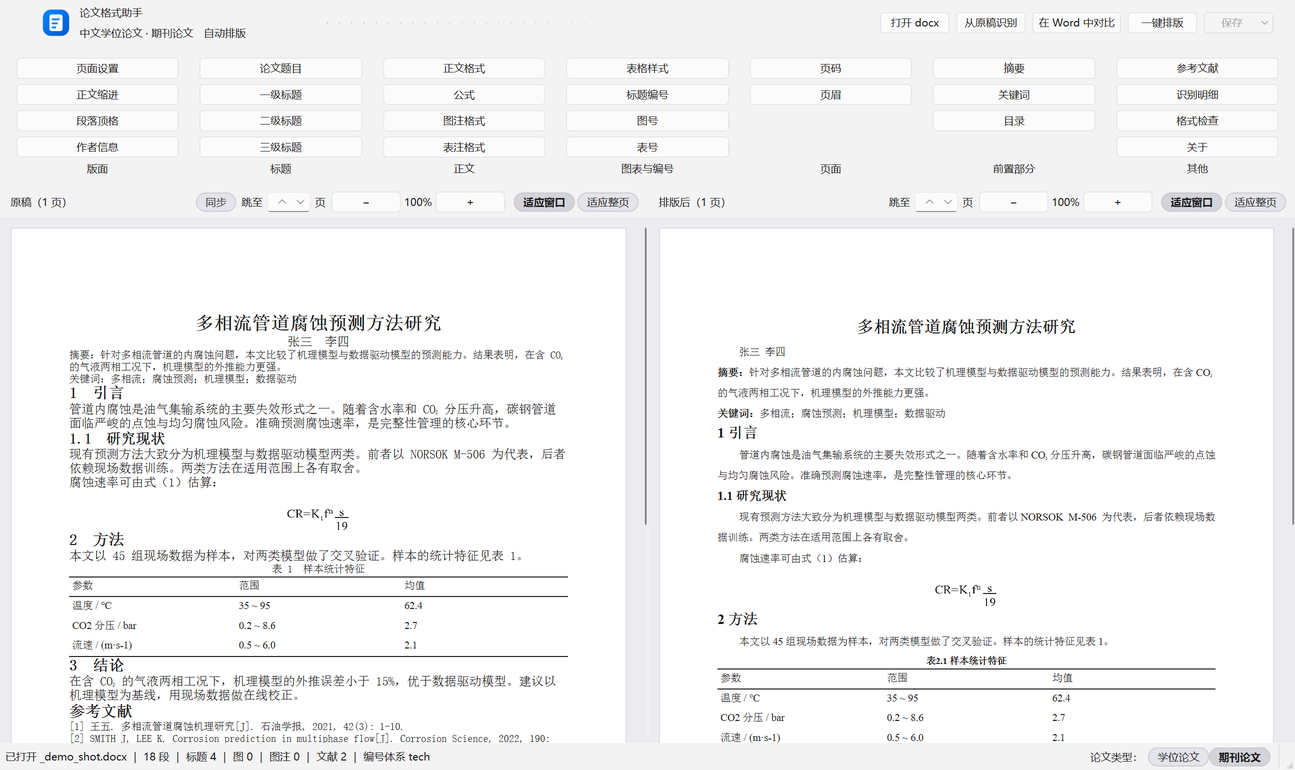 论文格式助手
中文学位论文 · 期刊论文 自动排版
打开 docx 从原稿识别 在 Word 中对比 一键排版 保存
页面设置 论文题目 正文格式 表格样式 页码 摘要 参考文献
正文缩进 一级标题 公式 标题编号 页眉 关键词 识别明细
段落顶格 二级标题 图注格式 图号 目录 格式检查
作者信息 三级标题 表注格式 表号 关于
版面 标题 正文 图表与编号 页面 前置部分 其他
原稿（1 页） 同步 跳至 页 − 100% + 适应窗口 适应整页
排版后（1 页） 跳至 页 − 100% + 适应窗口 适应整页
多相流管道腐蚀预测方法研究
张三 李四
摘要：针对多相流管道的内腐蚀问题，本文比较了机理模型与数据驱动模型的预测能力。结果表明，在含 CO₂
的气液两相工况下，机理模型的外推能力更强。
关键词：多相流；腐蚀预测；机理模型；数据驱动
1 引言
管道内腐蚀是油气集输系统的主要失效形式之一。随着含水率和 CO₂ 分压升高，碳钢管道
面临严峻的点蚀与均匀腐蚀风险。准确预测腐蚀速率，是完整性管理的核心环节。
1.1 研究现状
现有预测方法大致分为机理模型与数据驱动模型两类。前者以 NORSOK M-506 为代表，后者
依赖现场数据训练。两类方法在适用范围上各有取舍。
腐蚀速率可由式（1）估算：
CR=Kₜfⁿ s/19
2 方法
本文以 45 组现场数据为样本，对两类模型做了交叉验证。样本的统计特征见表 1。
表 1 样本统计特征
参数 范围 均值
温度 / °C 35 ~ 95 62.4
CO2 分压 / bar 0.2 ~ 8.6 2.7
流速 / (m·s-1) 0.5 ~ 6.0 2.1
3 结论
在含 CO₂ 的气液两相工况下，机理模型的外推误差小于 15%，优于数据驱动模型。建议以
机理模型为基线，用现场数据做在线校正。
参考文献
[1] 王五. 多相流管道腐蚀机理研究[J]. 石油学报, 2021, 42(3): 1-10.
[2] SMITH J, LEE K. Corrosion prediction in multiphase flow[J]. Corrosion Science, 2022, 190:
多相流管道腐蚀预测方法研究
张三 李四
摘要：针对多相流管道的内腐蚀问题，本文比较了机理模型与数据驱动模型的预测能力。结果表明，在含 CO₂
的气液两相工况下，机理模型的外推能力更强。
关键词：多相流；腐蚀预测；机理模型；数据驱动
1 引言
管道内腐蚀是油气集输系统的主要失效形式之一。随着含水率和 CO₂ 分压升高，碳钢管道面临严峻的点蚀
与均匀腐蚀风险。准确预测腐蚀速率，是完整性管理的核心环节。
1.1 研究现状
现有预测方法大致分为机理模型与数据驱动模型两类。前者以 NORSOK M-506 为代表，后者依赖现场数
据训练。两类方法在适用范围上各有取舍。
腐蚀速率可由式（1）估算：
CR=Kₜfⁿ s/19
2 方法
本文以 45 组现场数据为样本，对两类模型做了交叉验证。样本的统计特征见表 1。
表2.1 样本统计特征
参数 范围 均值
温度 / °C 35 ~ 95 62.4
CO2 分压 / bar 0.2 ~ 8.6 2.7
流速 / (m·s-1) 0.5 ~ 6.0 2.1
已打开 _demo_shot.docx | 18 段 | 标题 4 | 图 0 | 图注 0 | 文献 2 | 编号体系 tech
论文类型： 学位论文 期刊论文